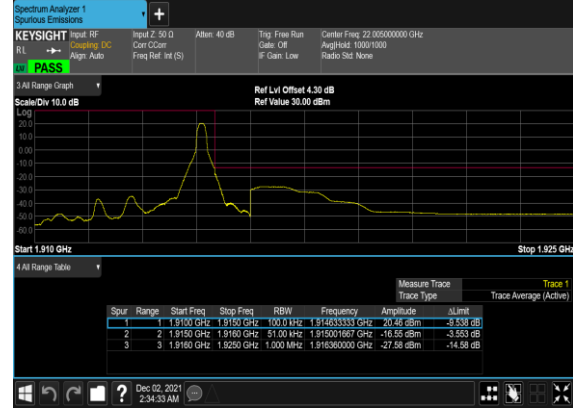 Spectrum Analyzer 1
Spurious Emissions
+
KEYSIGHT Input: RF Input Z: 50 Ω Atten: 40 dB Trig: Free Run Center Freq: 22.005000000 GHz
RL Coupling: DC Corr CCorr Gate: Off Avg|Hold: 1000/1000
Align: Auto Freq Ref: Int (S) IF Gain: Low Radio Std: None
PASS
3 All Range Graph
Ref Lvl Offset 4.30 dB
Scale/Div 10.0 dB Ref Value 30.00 dBm
Log
20.0
10.0
0.00
-10.0
-20.0
-30.0
-40.0
-50.0
-60.0
Start 1.910 GHz Stop 1.925 GHz
4 All Range Table
Measure Trace Trace 1
Trace Type Trace Average (Active)
Spur Range Start Freq Stop Freq RBW Frequency Amplitude ΔLimit
1 1 1.9100 GHz 1.9150 GHz 100.0 kHz 1.914633333 GHz 20.46 dBm -9.538 dB
2 2 1.9150 GHz 1.9160 GHz 51.00 kHz 1.915001667 GHz -16.55 dBm -3.553 dB
3 3 1.9160 GHz 1.9250 GHz 1.000 MHz 1.916360000 GHz -27.58 dBm -14.58 dB
? Dec 02, 2021
2:34:33 AM